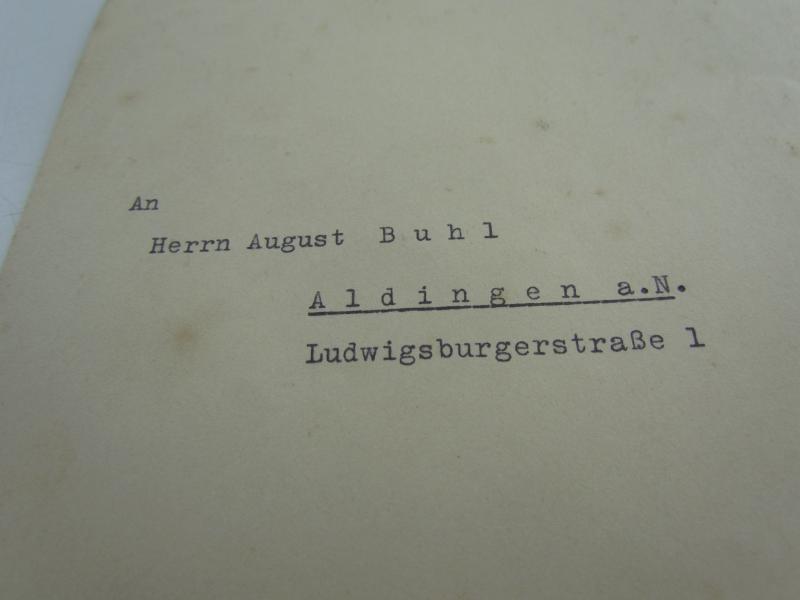 An
Herrn August B u h l
A l d i n g e n a.N.
Ludwigsburgerstraße 1